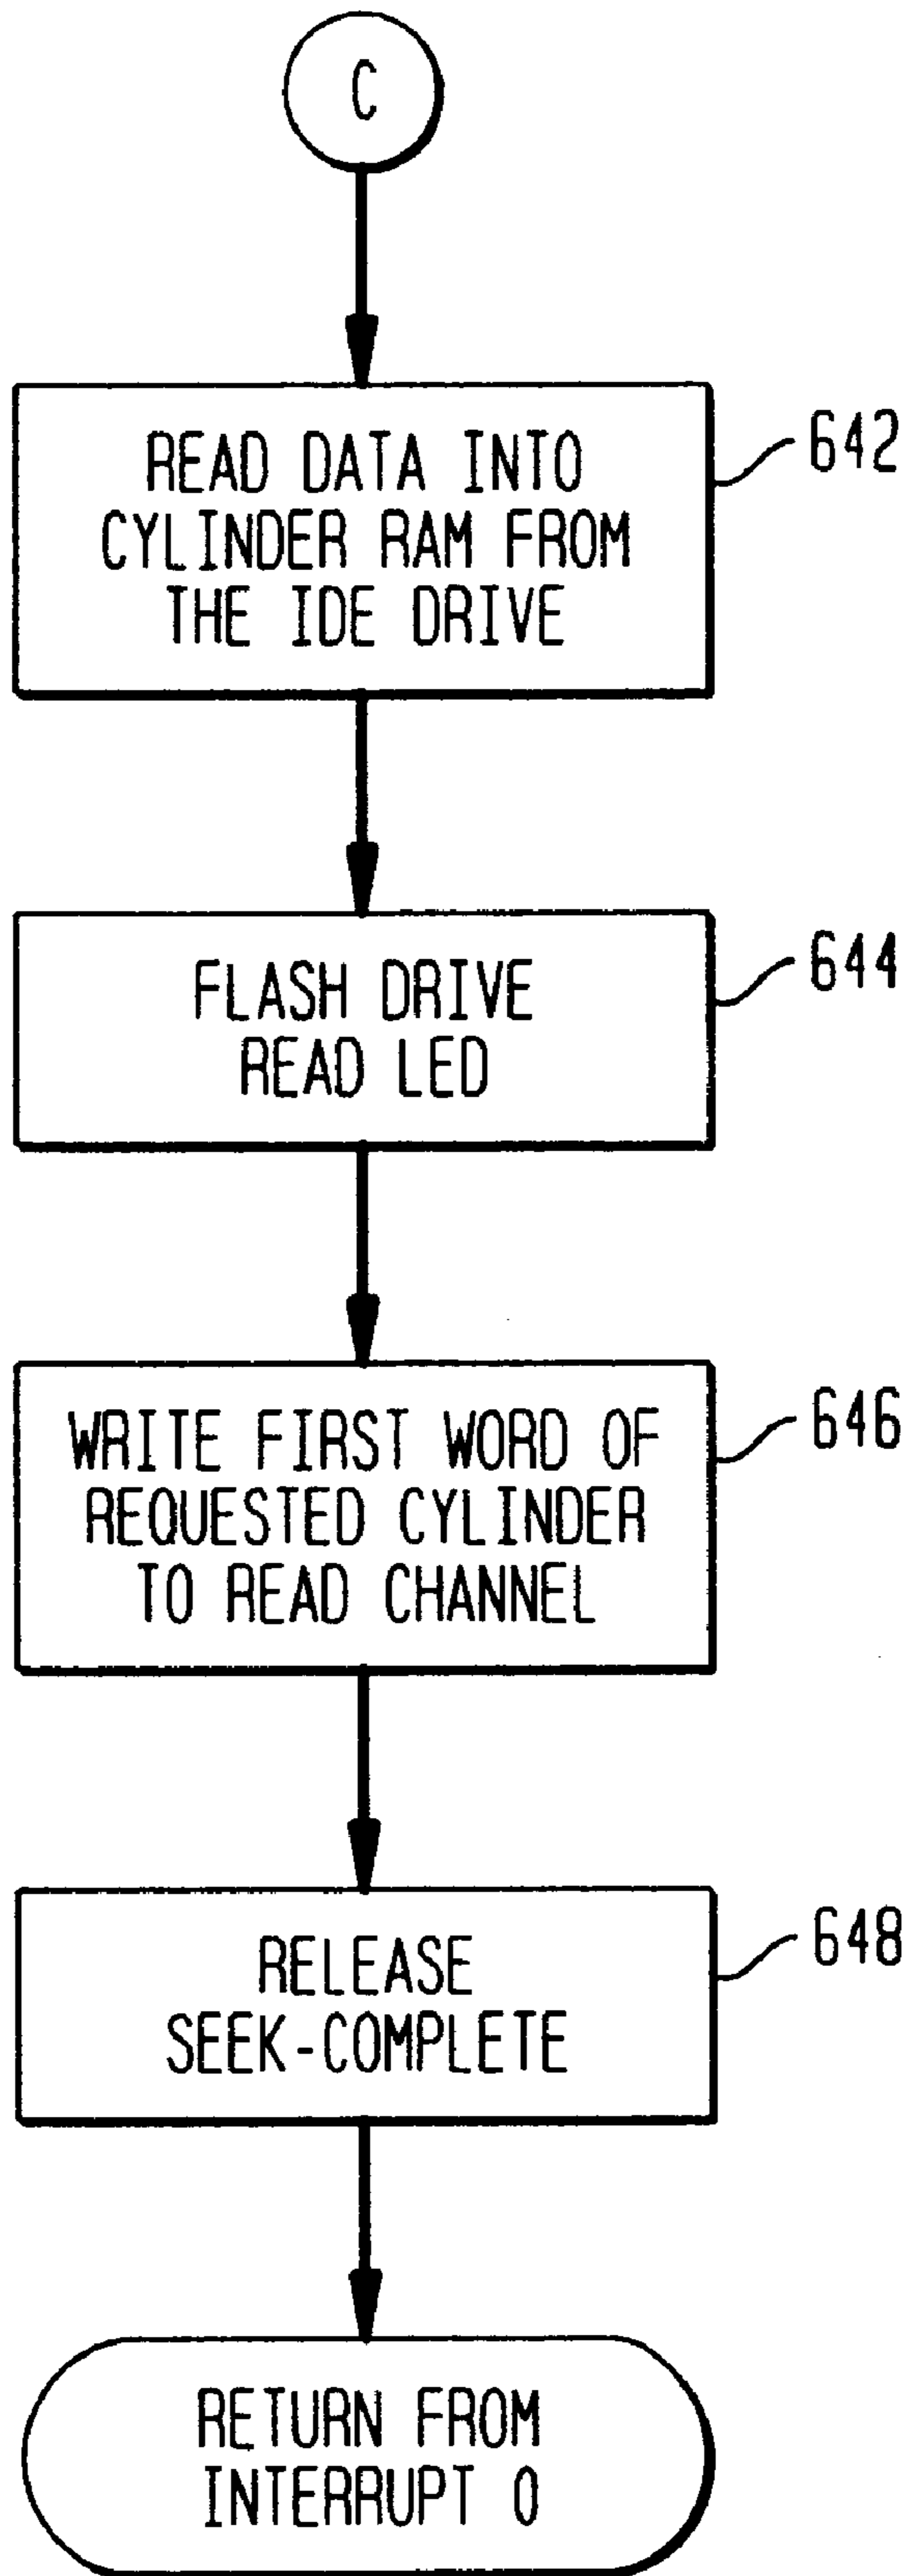 C
READ DATA INTO
CYLINDER RAM FROM
THE IDE DRIVE
642
FLASH DRIVE
READ LED
644
WRITE FIRST WORD OF
REQUESTED CYLINDER
TO READ CHANNEL
646
RELEASE
SEEK-COMPLETE
648
RETURN FROM
INTERRUPT 0